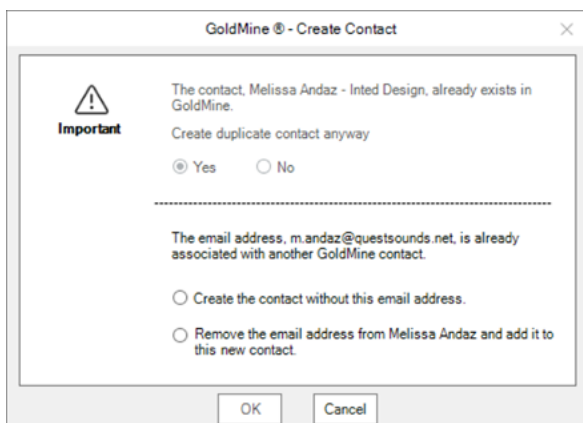 GoldMine ® - Create Contact
The contact, Melissa Andaz - Inted Design, already exists in
GoldMine.
Important
Create duplicate contact anyway
Yes No
The email address, m.andaz@questsounds.net, is already
associated with another GoldMine contact.
Create the contact without this email address.
Remove the email address from Melissa Andaz and add it to
this new contact.
OK Cancel